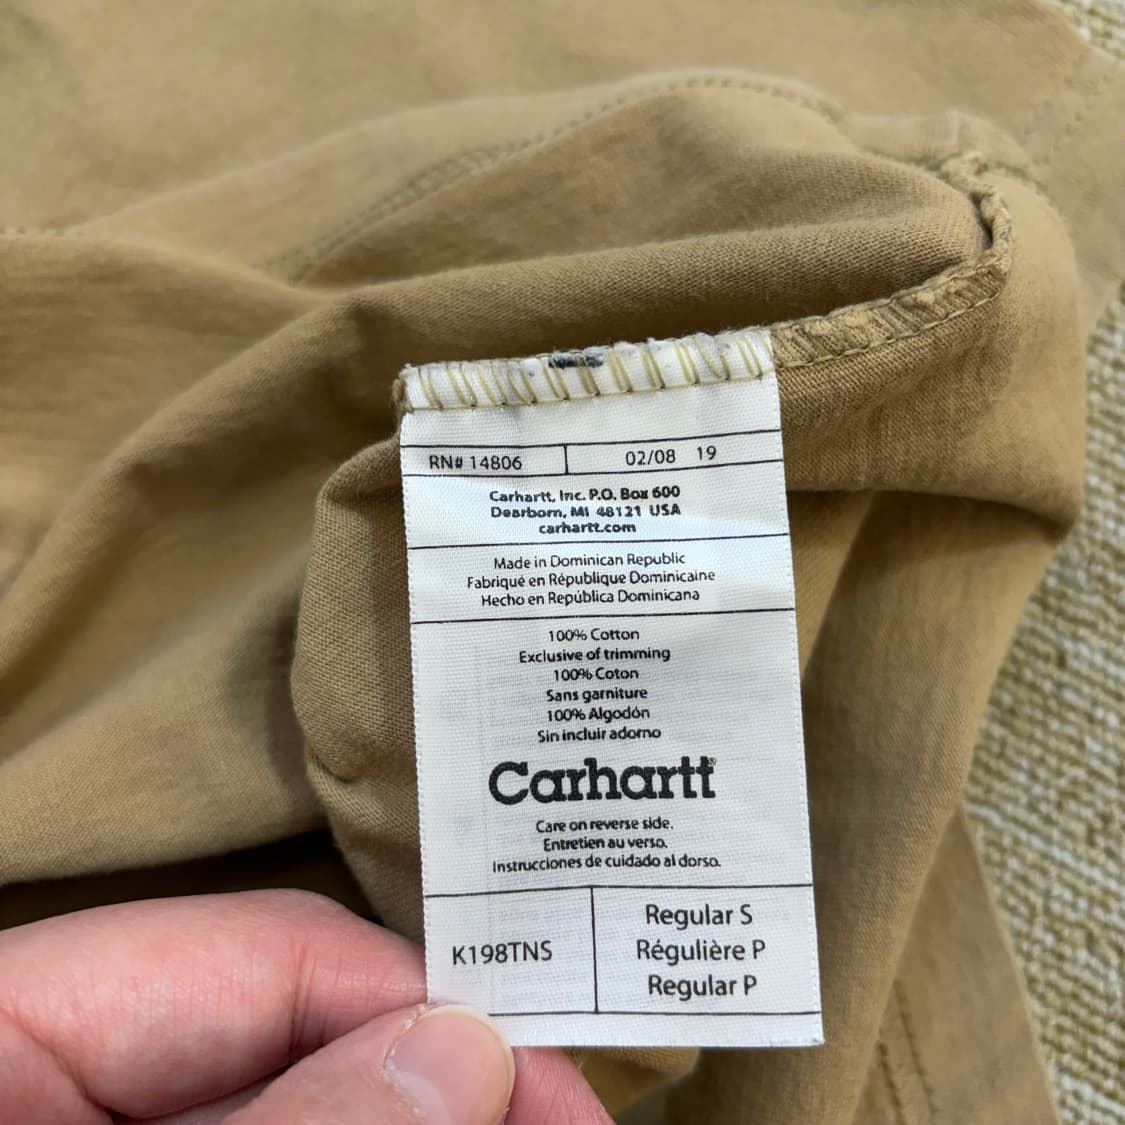 RN# 14806 02/08 19
Carhartt, Inc. P.O. Box 600
Dearborn, MI 48121 USA
carhartt.com
Made in Dominican Republic
Fabriqué en République Dominicaine
Hecho en República Dominicana
100% Cotton
Exclusive of trimming
100% Coton
Sans garniture
100% Algodón
Sin incluir adorno
Carhartt®
Care on reverse side.
Entretien au verso.
Instrucciones de cuidado al dorso.
K198TNS
Regular S
Régulière P
Regular P